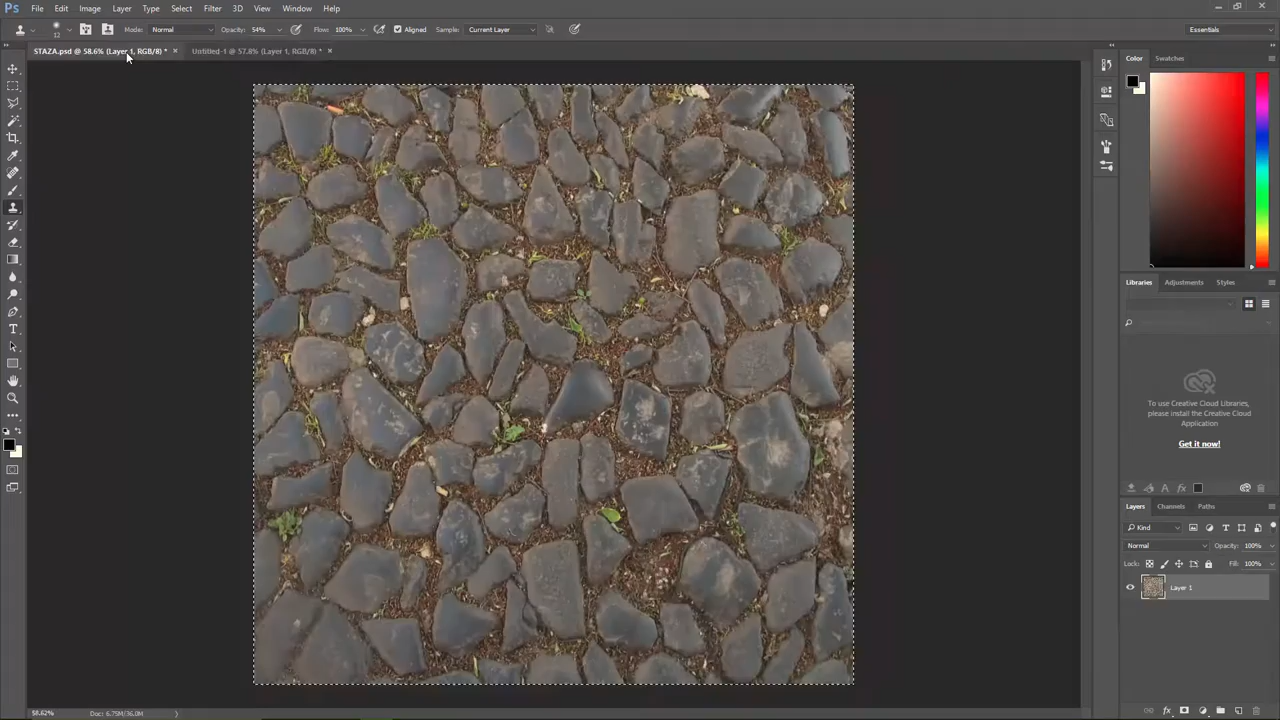 Ps File Edit Image Layer Type Select Filter 3D View Window Help
12 Mode: Normal Opacity: 54% Flow: 100% Aligned Sample: Current Layer Essentials
STAZA.psd @ 58.6% (Layer 1, RGB/8) * × Untitled-1 @ 57.8% (Layer 1, RGB/8) * ×
Color Swatches
Libraries Adjustments Styles
To use Creative Cloud Libraries,
please install the Creative Cloud
Application
Get it now!
Layers Channels Paths
Kind
Normal Opacity: 100%
Lock: Fill: 100%
Layer 1
58.62% Doc: 6.75M/36.0M